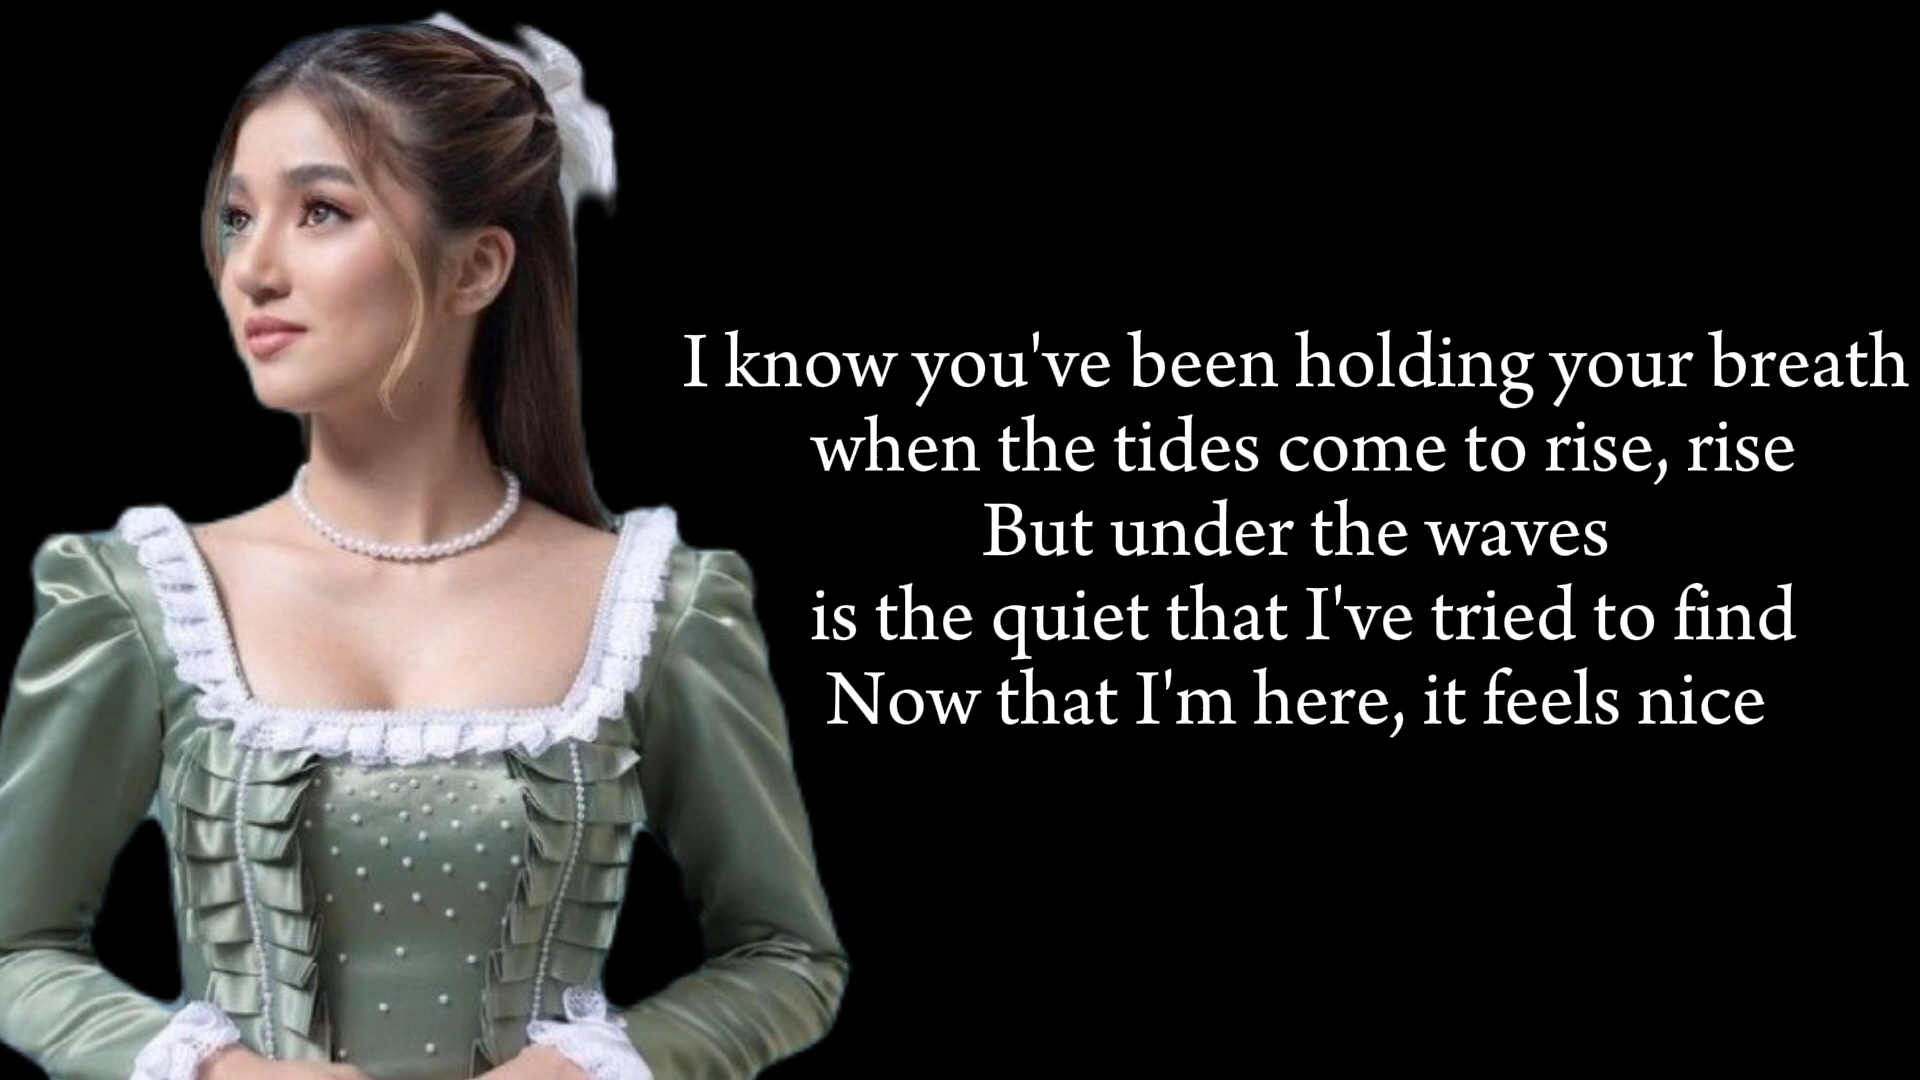 I know you've been holding your breath
when the tides come to rise, rise
But under the waves
is the quiet that I've tried to find
Now that I'm here, it feels nice